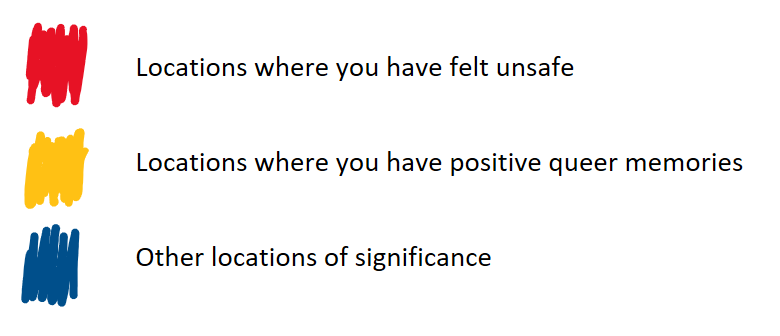 Locations where you have felt unsafe
Locations where you have positive queer memories
Other locations of significance